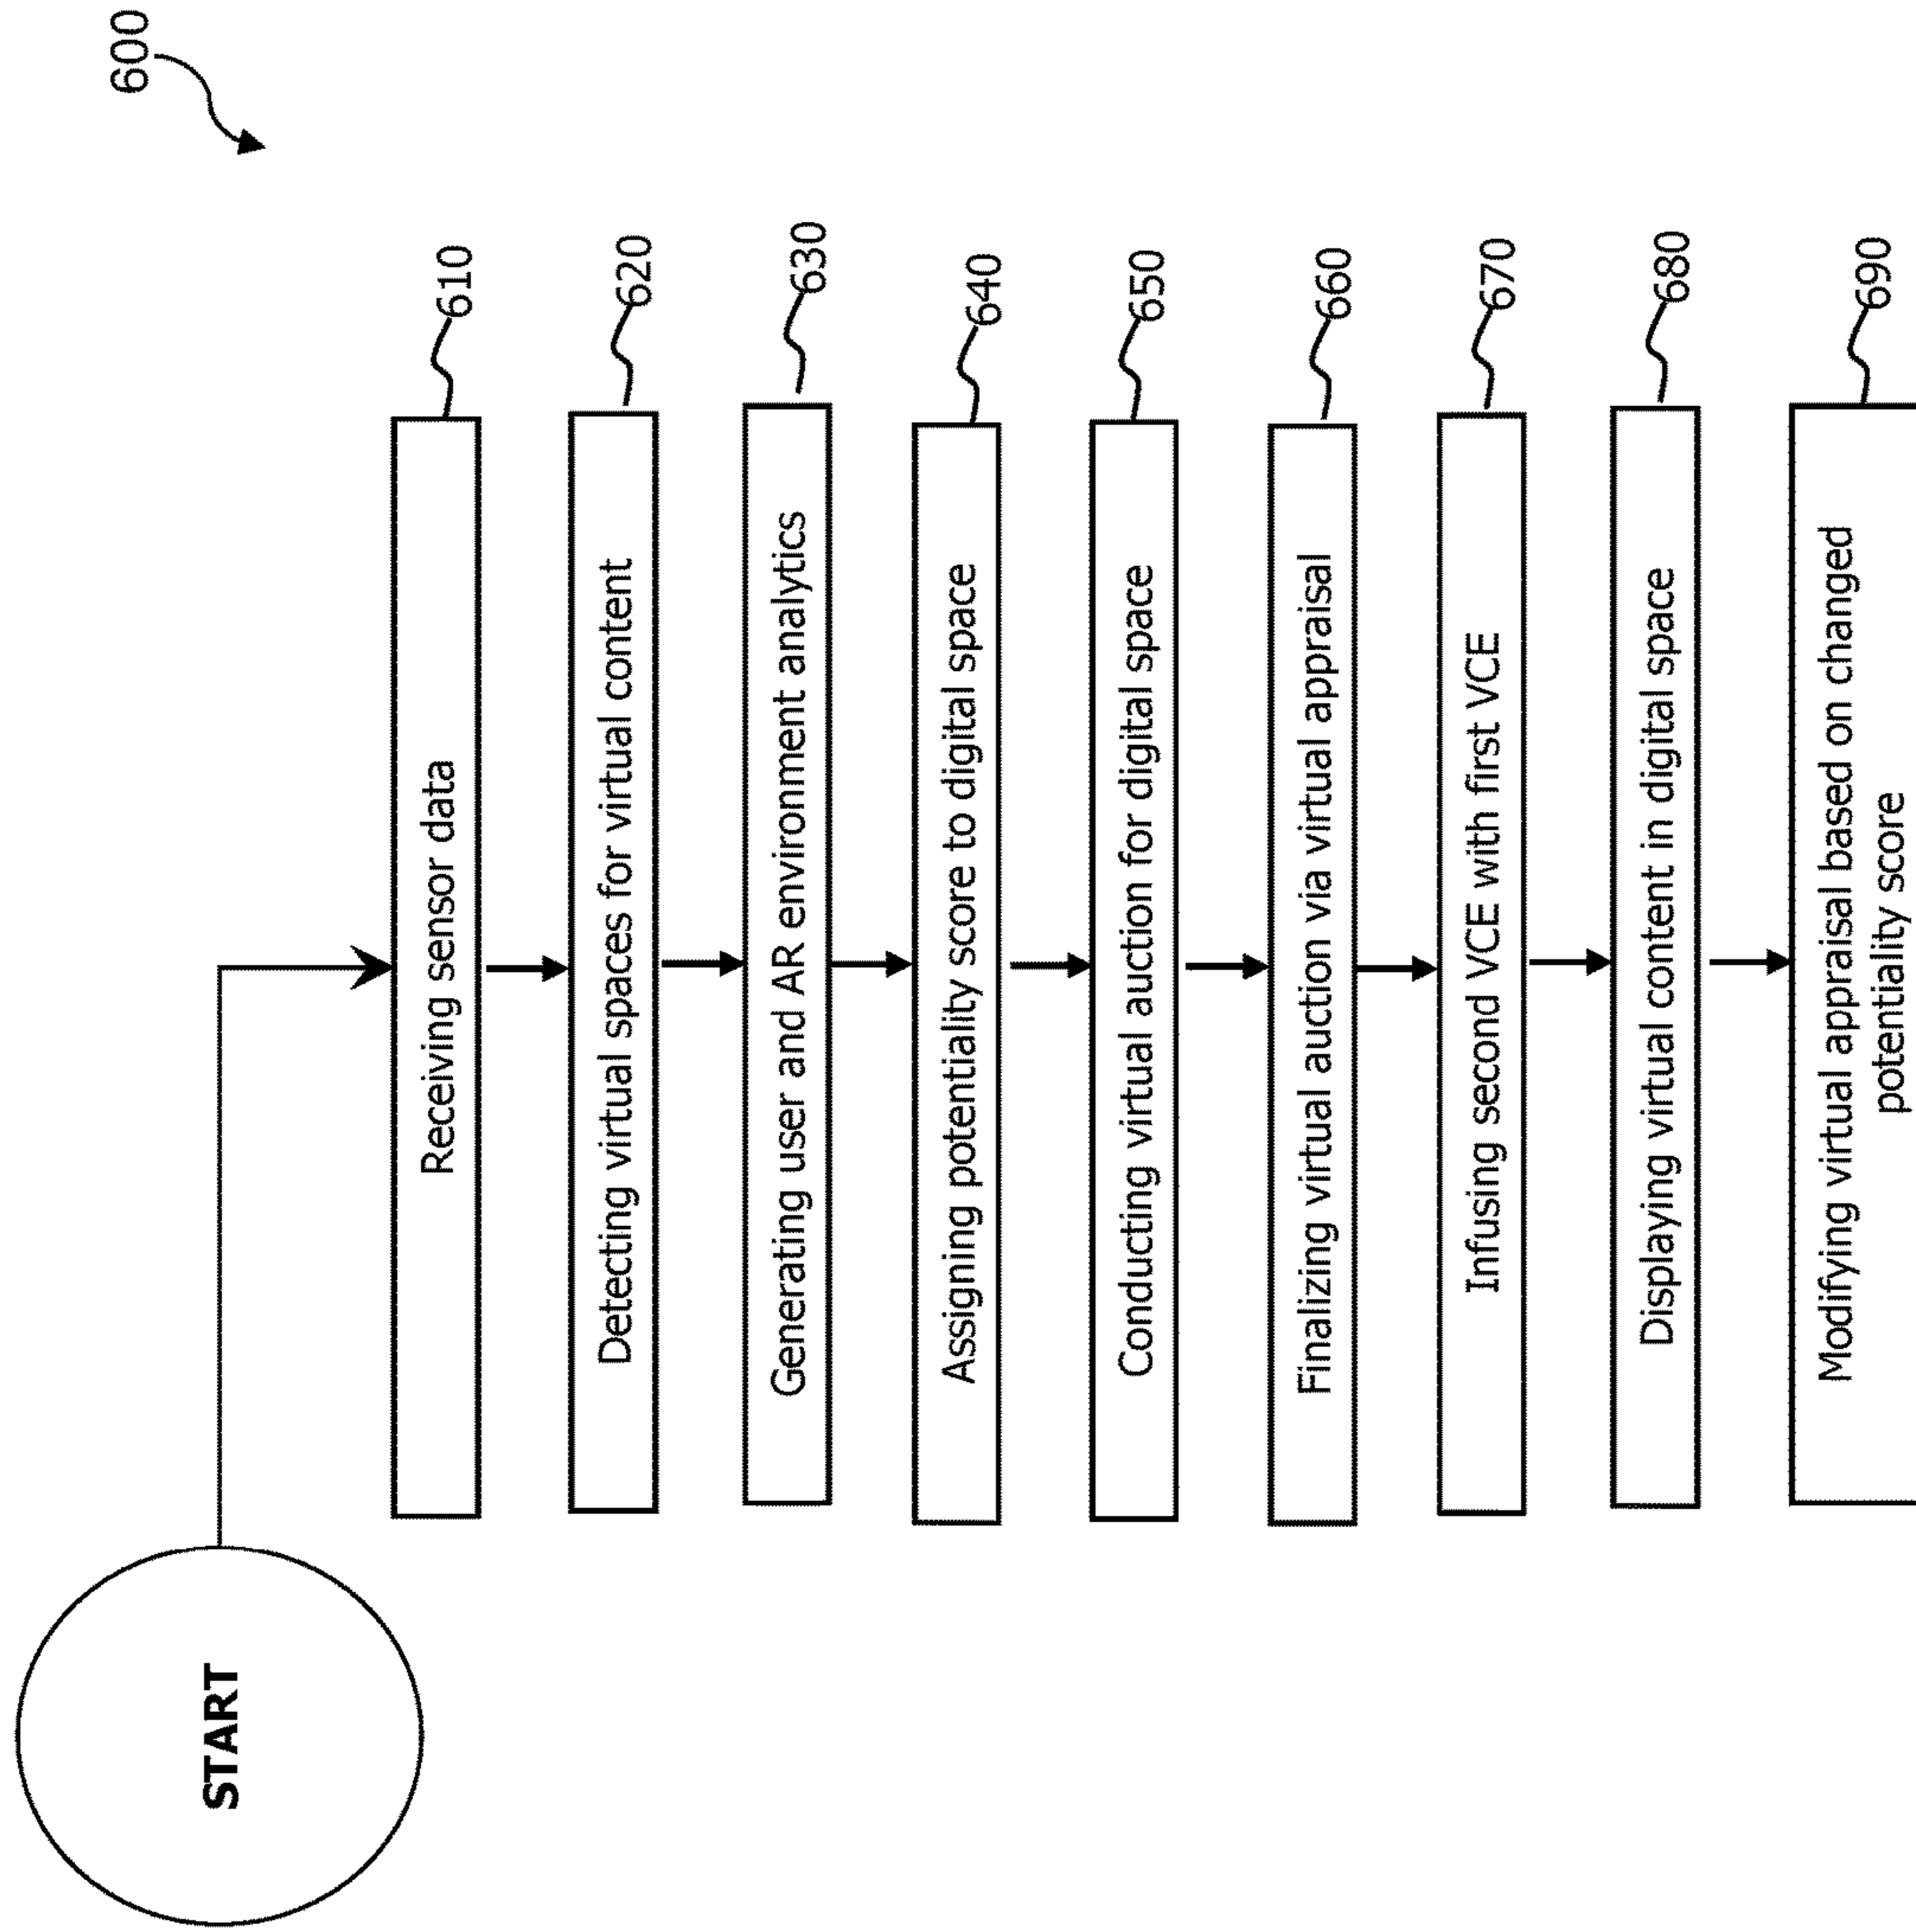 600
START
Receiving sensor data
610
Detecting virtual spaces for virtual content
620
Generating user and AR environment analytics
630
Assigning potentiality score to digital space
640
Conducting virtual auction for digital space
650
Finalizing virtual auction via virtual appraisal
660
Infusing second VCE with first VCE
670
Displaying virtual content in digital space
680
Modifying virtual appraisal based on changed
potentiality score
690